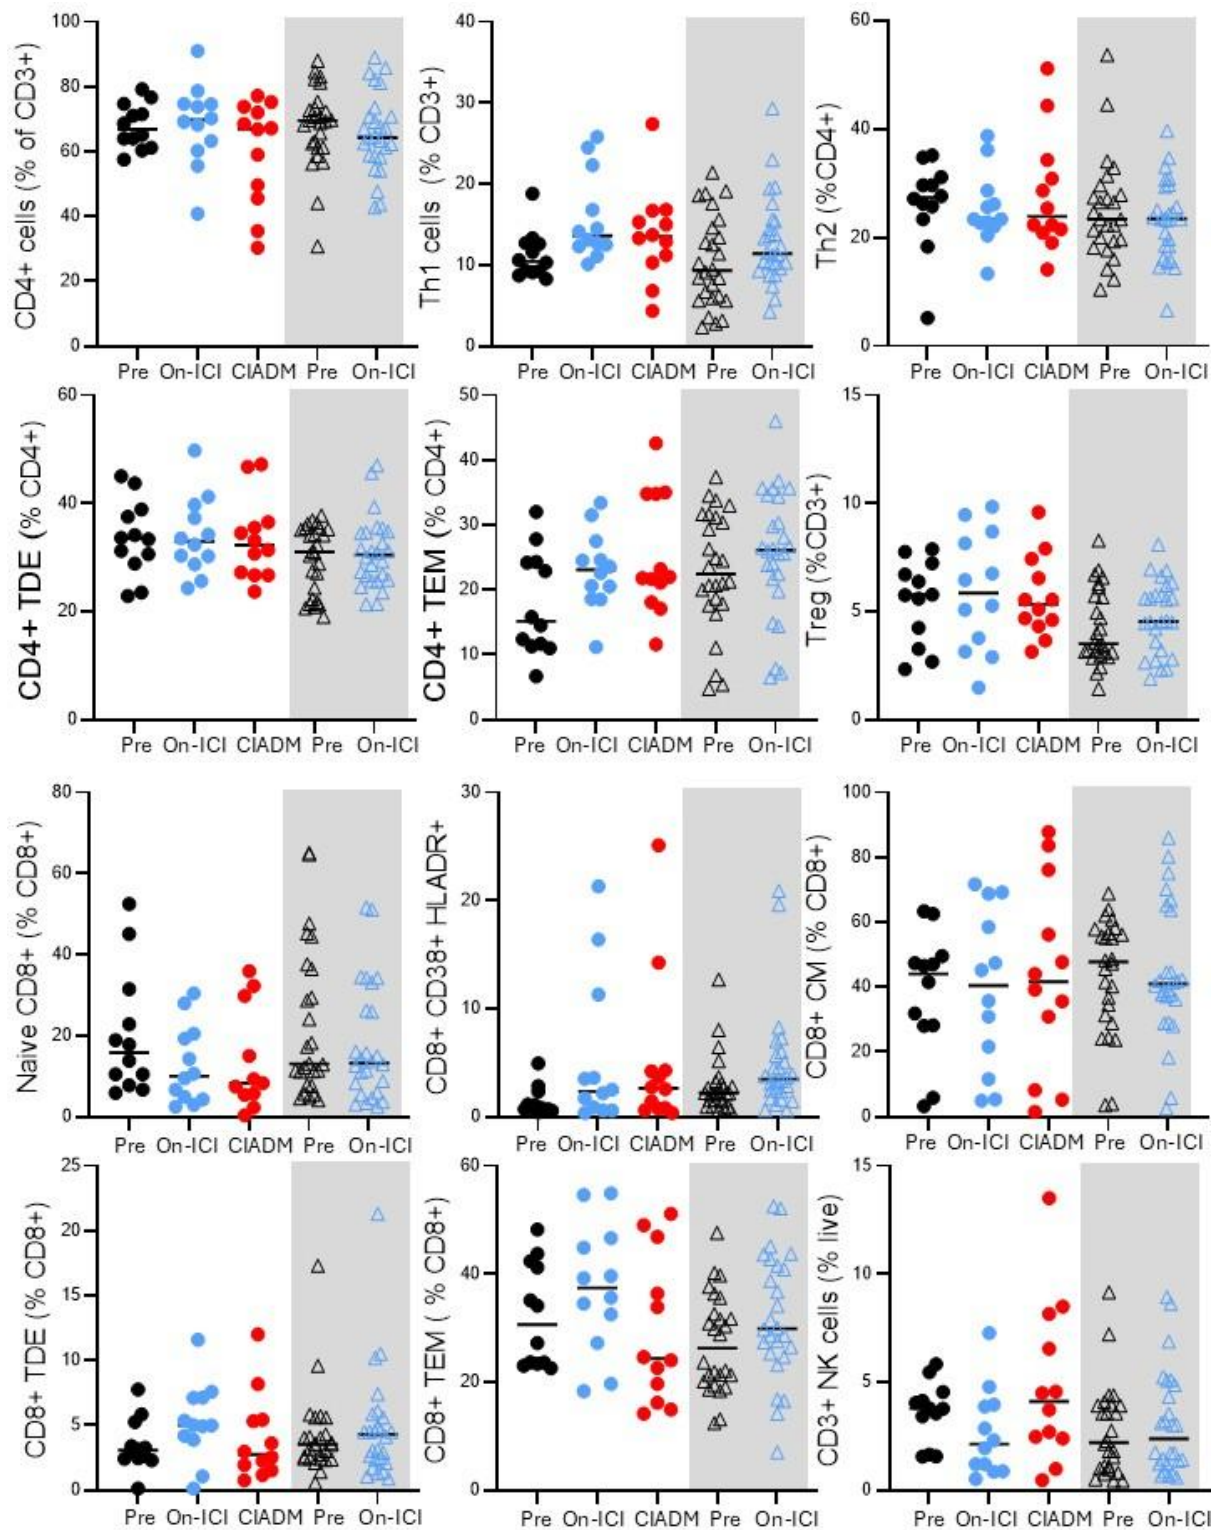 CD4+ cells (% of CD3+)
100
80
60
40
20
0
Pre On-ICI CIADM Pre On-ICI
Th1 cells (% CD3+)
40
30
20
10
0
Pre On-ICI CIADM Pre On-ICI
Th2 (%CD4+)
60
40
20
0
Pre On-ICI CIADM Pre On-ICI
CD4+ TDE (% CD4+)
60
40
20
0
Pre On-ICI CIADM Pre On-ICI
CD4+ TEM (% CD4+)
50
40
30
20
10
0
Pre On-ICI CIADM Pre On-ICI
Treg (%CD3+)
15
10
5
0
Pre On-ICI CIADM Pre On-ICI
Naive CD8+ (% CD8+)
80
60
40
20
0
Pre On-ICI CIADM Pre On-ICI
CD8+ CD38+ HLADR+
30
20
10
0
Pre On-ICI CIADM Pre On-ICI
CD8+ CM (% CD8+)
100
80
60
40
20
0
Pre On-ICI CIADM Pre On-ICI
CD8+ TDE (% CD8+)
25
20
15
10
5
0
Pre On-ICI CIADM Pre On-ICI
CD8+ TEM ( % CD8+)
60
40
20
0
Pre On-ICI CIADM Pre On-ICI
CD3+ NK cells (% live)
15
10
5
0
Pre On-ICI CIADM Pre On-ICI